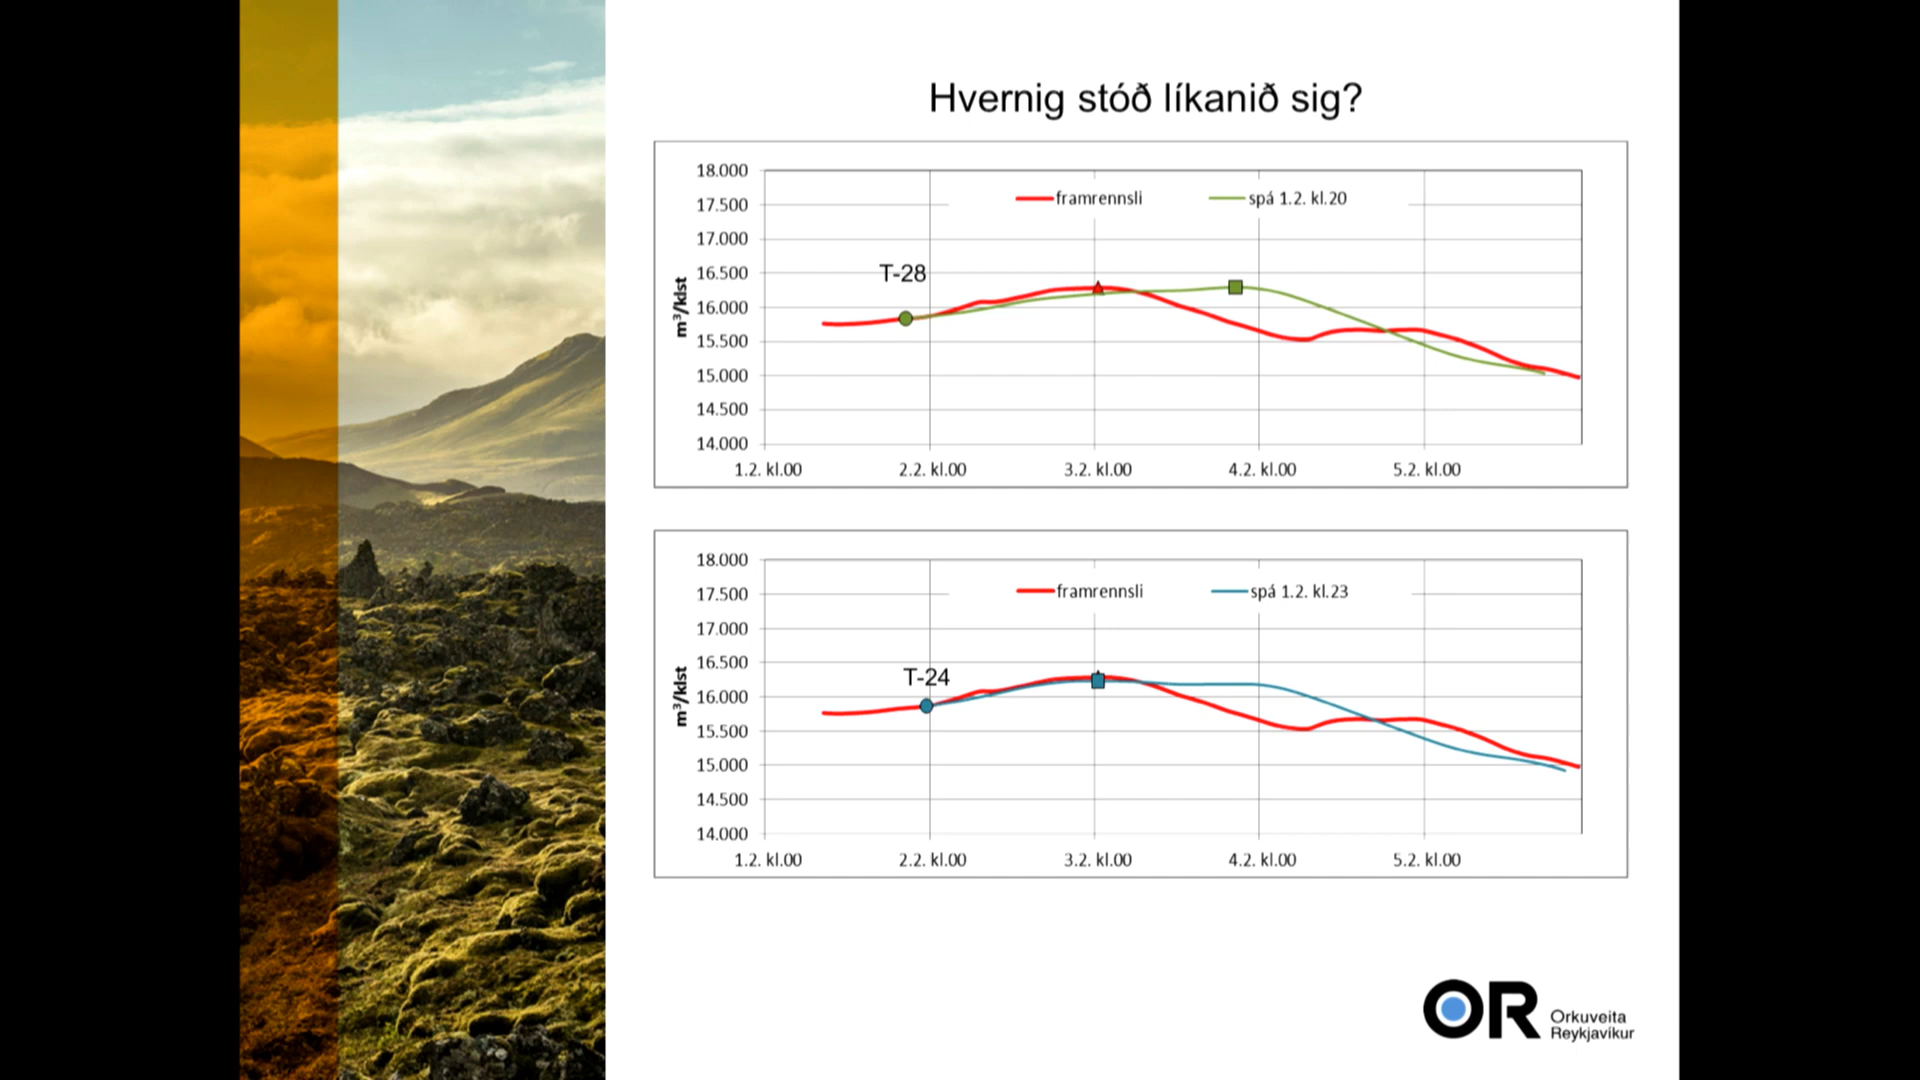 Hvernig stóð líkanið sig?
18.000
17.500
17.000
16.500
16.000
15.500
15.000
14.500
14.000
m³/klst
framrennsli
spá 1.2. kl.20
T-28
1.2. kl.00
2.2. kl.00
3.2. kl.00
4.2. kl.00
5.2. kl.00
18.000
17.500
17.000
16.500
16.000
15.500
15.000
14.500
14.000
m³/klst
framrennsli
spá 1.2. kl.23
T-24
1.2. kl.00
2.2. kl.00
3.2. kl.00
4.2. kl.00
5.2. kl.00
OR
Orkuveita
Reykjavíkur